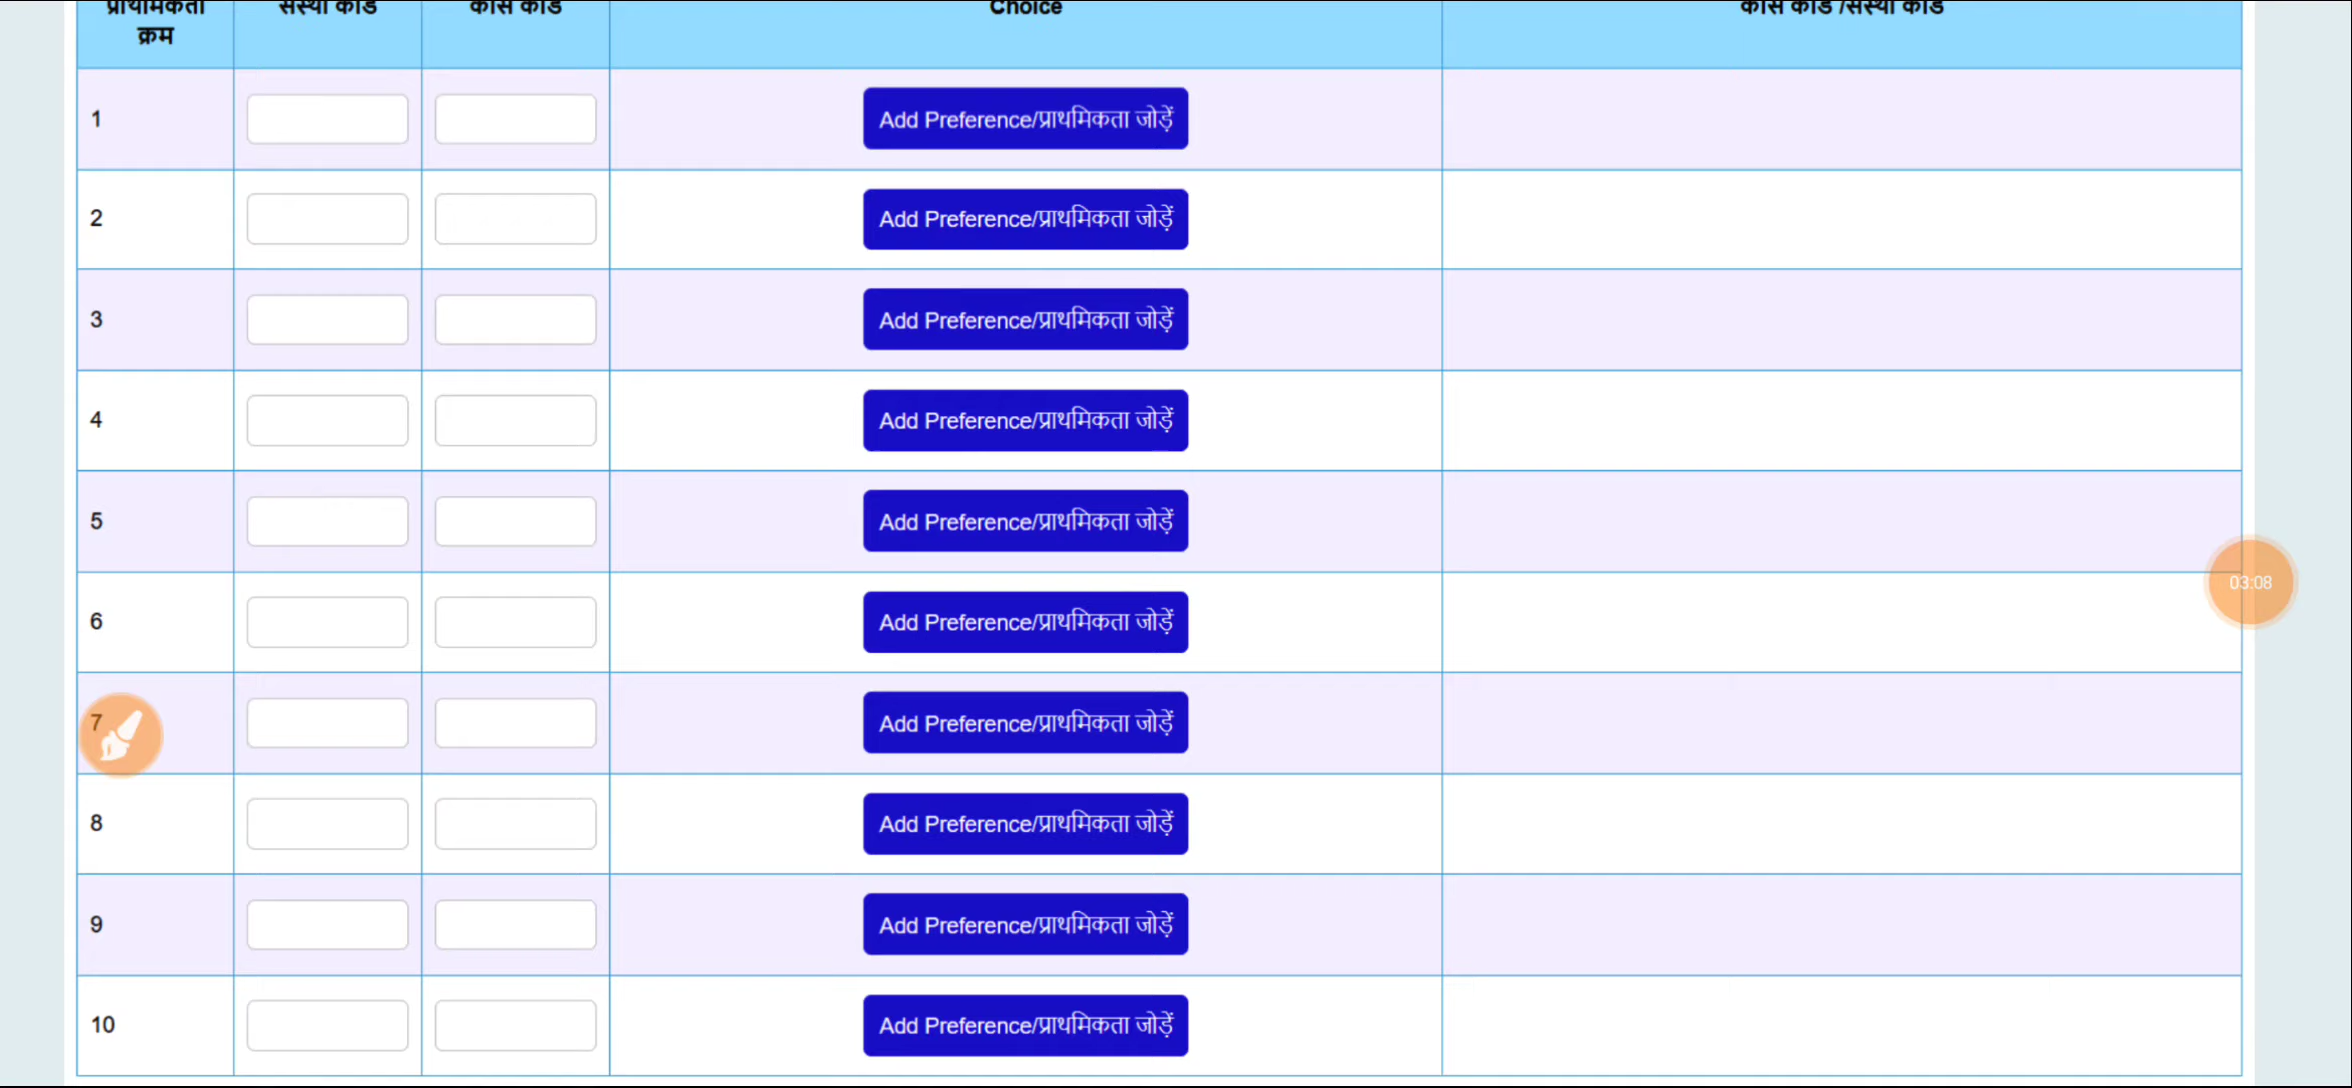 प्राथमिकता संस्था कोड कोर्स कोड Choice कोर्स कोड /संस्था कोड
क्रम
1 Add Preference/प्राथमिकता जोड़ें
2 Add Preference/प्राथमिकता जोड़ें
3 Add Preference/प्राथमिकता जोड़ें
4 Add Preference/प्राथमिकता जोड़ें
5 Add Preference/प्राथमिकता जोड़ें
03:08
6 Add Preference/प्राथमिकता जोड़ें
7 Add Preference/प्राथमिकता जोड़ें
8 Add Preference/प्राथमिकता जोड़ें
9 Add Preference/प्राथमिकता जोड़ें
10 Add Preference/प्राथमिकता जोड़ें